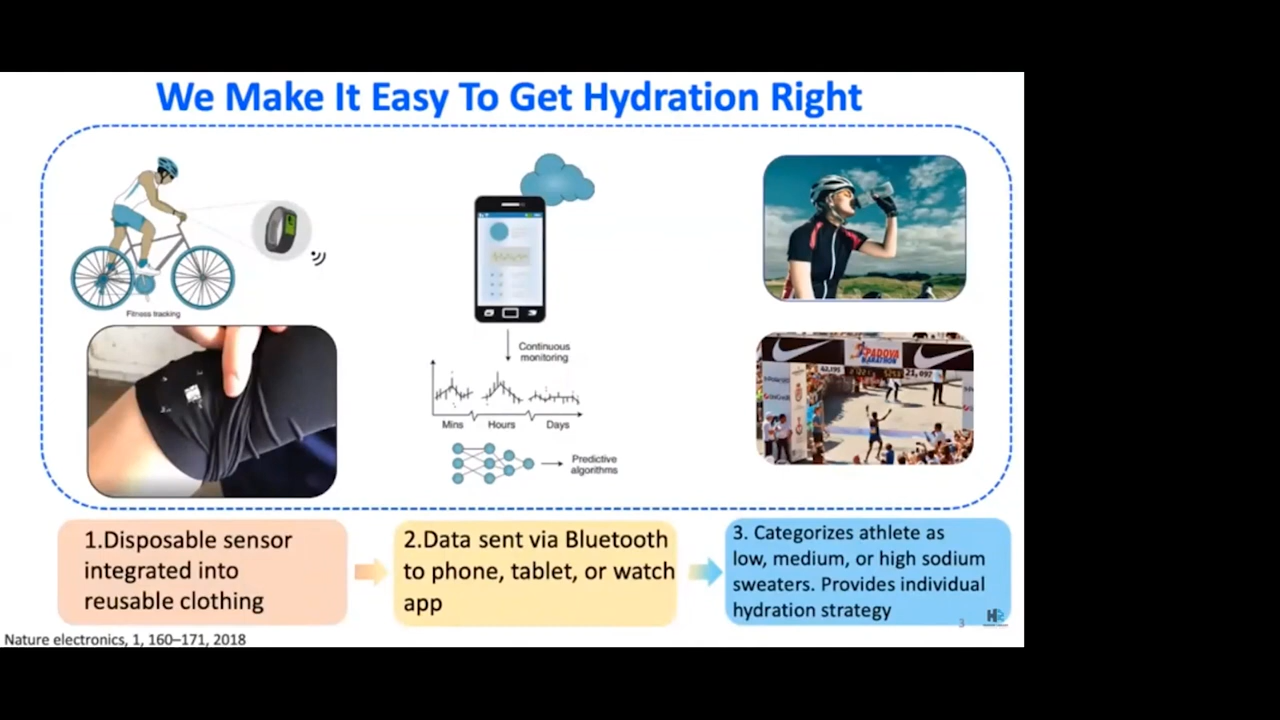 We Make It Easy To Get Hydration Right
Fitness tracking
Continuous
monitoring
Mins Hours Days
Predictive
algorithms
PADOVA
MARATHON
21,097
1.Disposable sensor
integrated into
reusable clothing
2.Data sent via Bluetooth
to phone, tablet, or watch
app
3. Categorizes athlete as
low, medium, or high sodium
sweaters. Provides individual
hydration strategy
3
Nature electronics, 1, 160–171, 2018